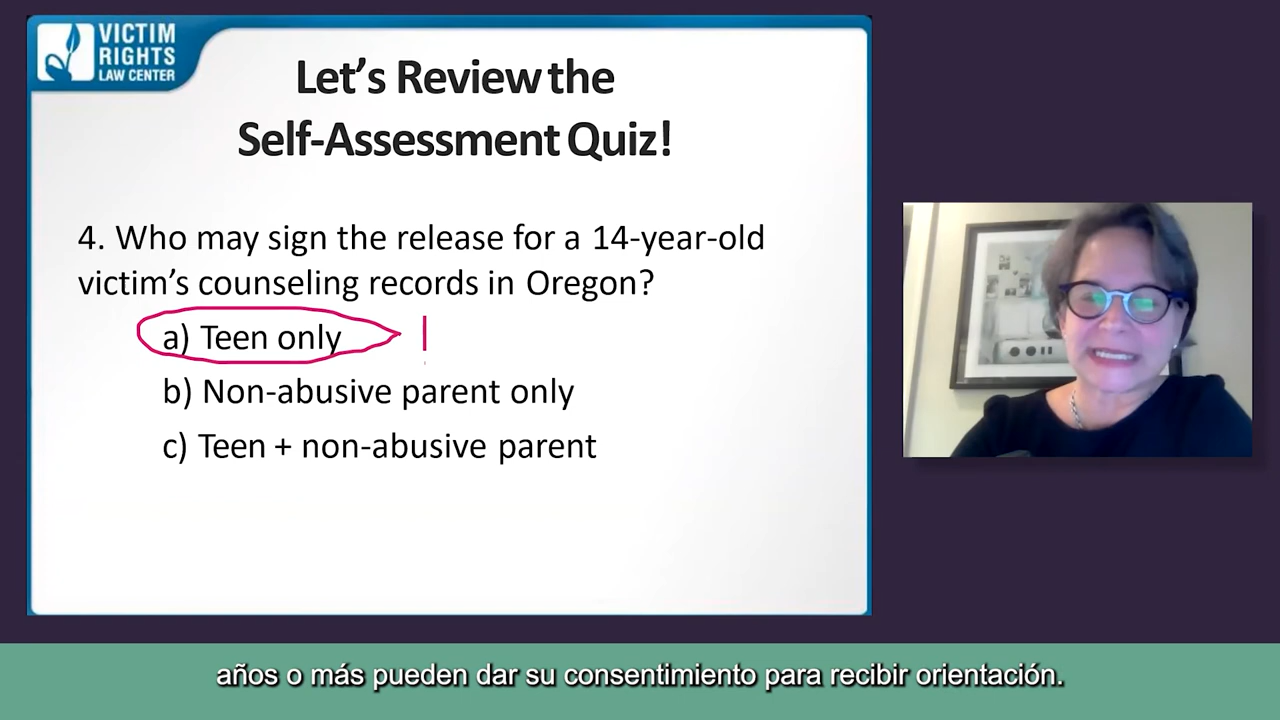 VICTIM
RIGHTS
LAW CENTER
Let's Review the
Self-Assessment Quiz!
4. Who may sign the release for a 14-year-old
victim's counseling records in Oregon?
a) Teen only
b) Non-abusive parent only
c) Teen + non-abusive parent
años o más pueden dar su consentimiento para recibir orientación.